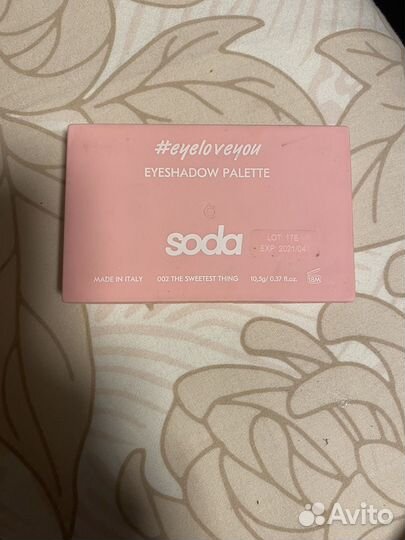 #eyeloveyou
EYESHADOW PALETTE
soda
LOT: 17E
EXP: 2021/04
MADE IN ITALY
002 THE SWEETEST THING
10,5g/ 0.37 fl.oz.
18M
Avito